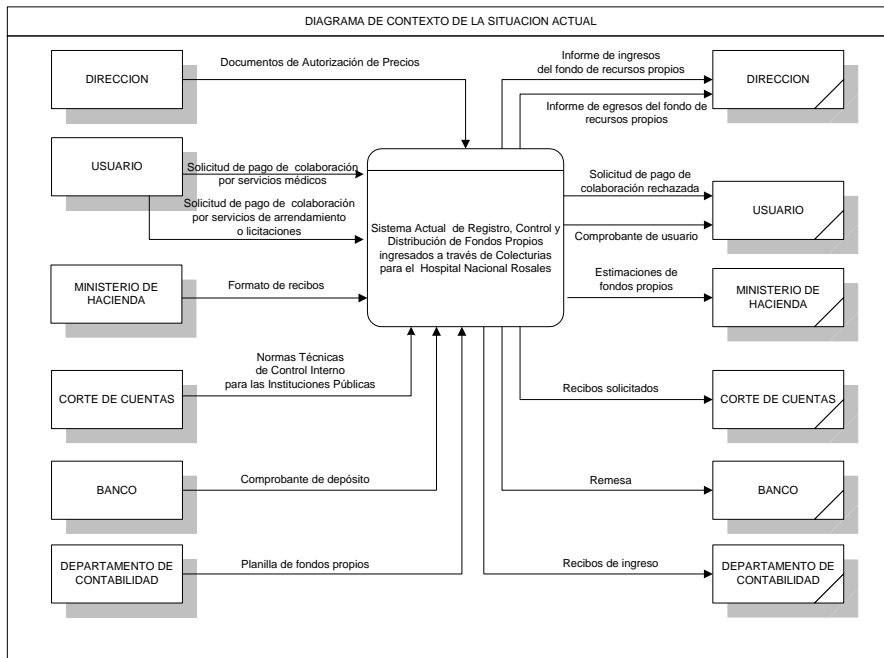 DIAGRAMA DE CONTEXTO DE LA SITUACION ACTUAL
DIRECCION
Documentos de Autorización de Precios
Informe de ingresos
del fondo de recursos propios
Informe de egresos del fondo de
recursos propios
DIRECCION
USUARIO
Solicitud de pago de colaboración
por servicios médicos
Solicitud de pago de colaboración
por servicios de arrendamiento
o licitaciones
Sistema Actual de Registro, Control y
Distribución de Fondos Propios
ingresados a través de Colecturias
para el Hospital Nacional Rosales
Solicitud de pago de
colaboración rechazada
Comprobante de usuario
USUARIO
MINISTERIO DE
HACIENDA
Formato de recibos
Estimaciones de
fondos propios
MINISTERIO DE
HACIENDA
CORTE DE CUENTAS
Normas Técnicas
de Control Interno
para las Instituciones Públicas
Recibos solicitados
CORTE DE CUENTAS
BANCO
Comprobante de depósito
Remesa
BANCO
DEPARTAMENTO DE
CONTABILIDAD
Planilla de fondos propios
Recibos de ingreso
DEPARTAMENTO DE
CONTABILIDAD